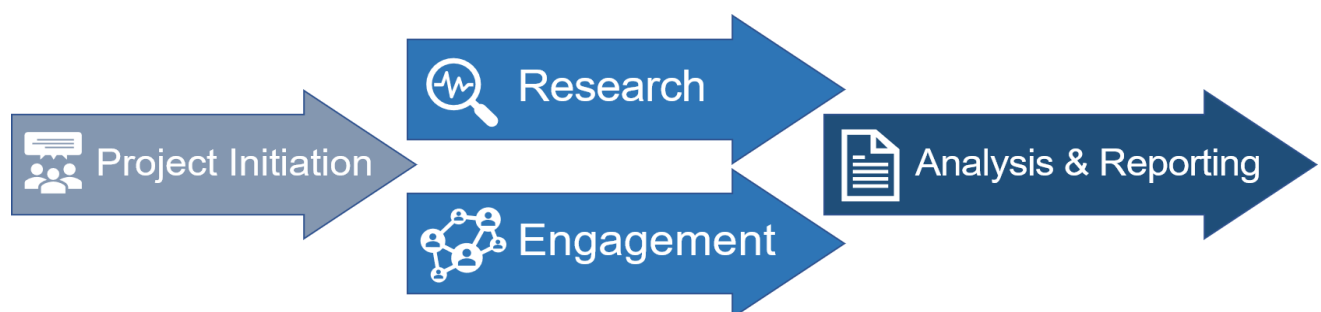 Project Initiation
Research
Engagement
Analysis & Reporting